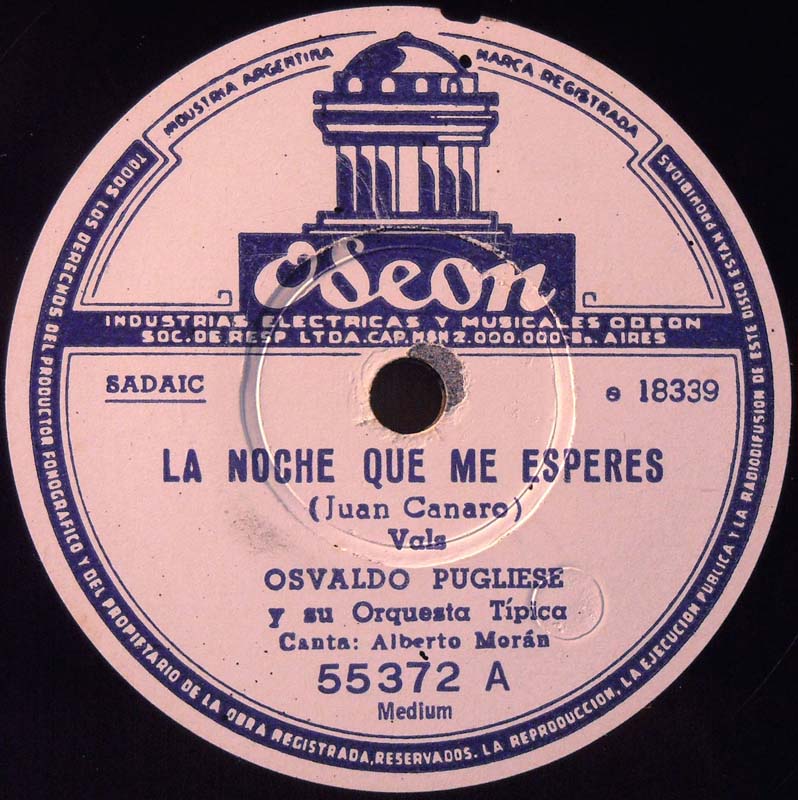 INDUSTRIA ARGENTINA
MARCA REGISTRADA
Odeon
INDUSTRIAS ELECTRICAS Y MUSICALES ODEON
SOC. DE RESP LTDA. CAP. M$N 2.000.000-Bs. AIRES
SADAIC
e 18339
LA NOCHE QUE ME ESPERES
(Juan Canaro)
Vals
OSVALDO PUGLIESE
y su Orquesta Típica
Canta: Alberto Morán
55372 A
Medium
TODOS LOS DERECHOS DEL PRODUCTOR FONOGRAFICO Y DEL PROPIETARIO DE LA OBRA REGISTRADA, RESERVADOS. LA REPRODUCCION, LA EJECUCION PUBLICA Y LA RADIODIFUSION DE ESTE DISCO ESTAN PROHIBIDAS